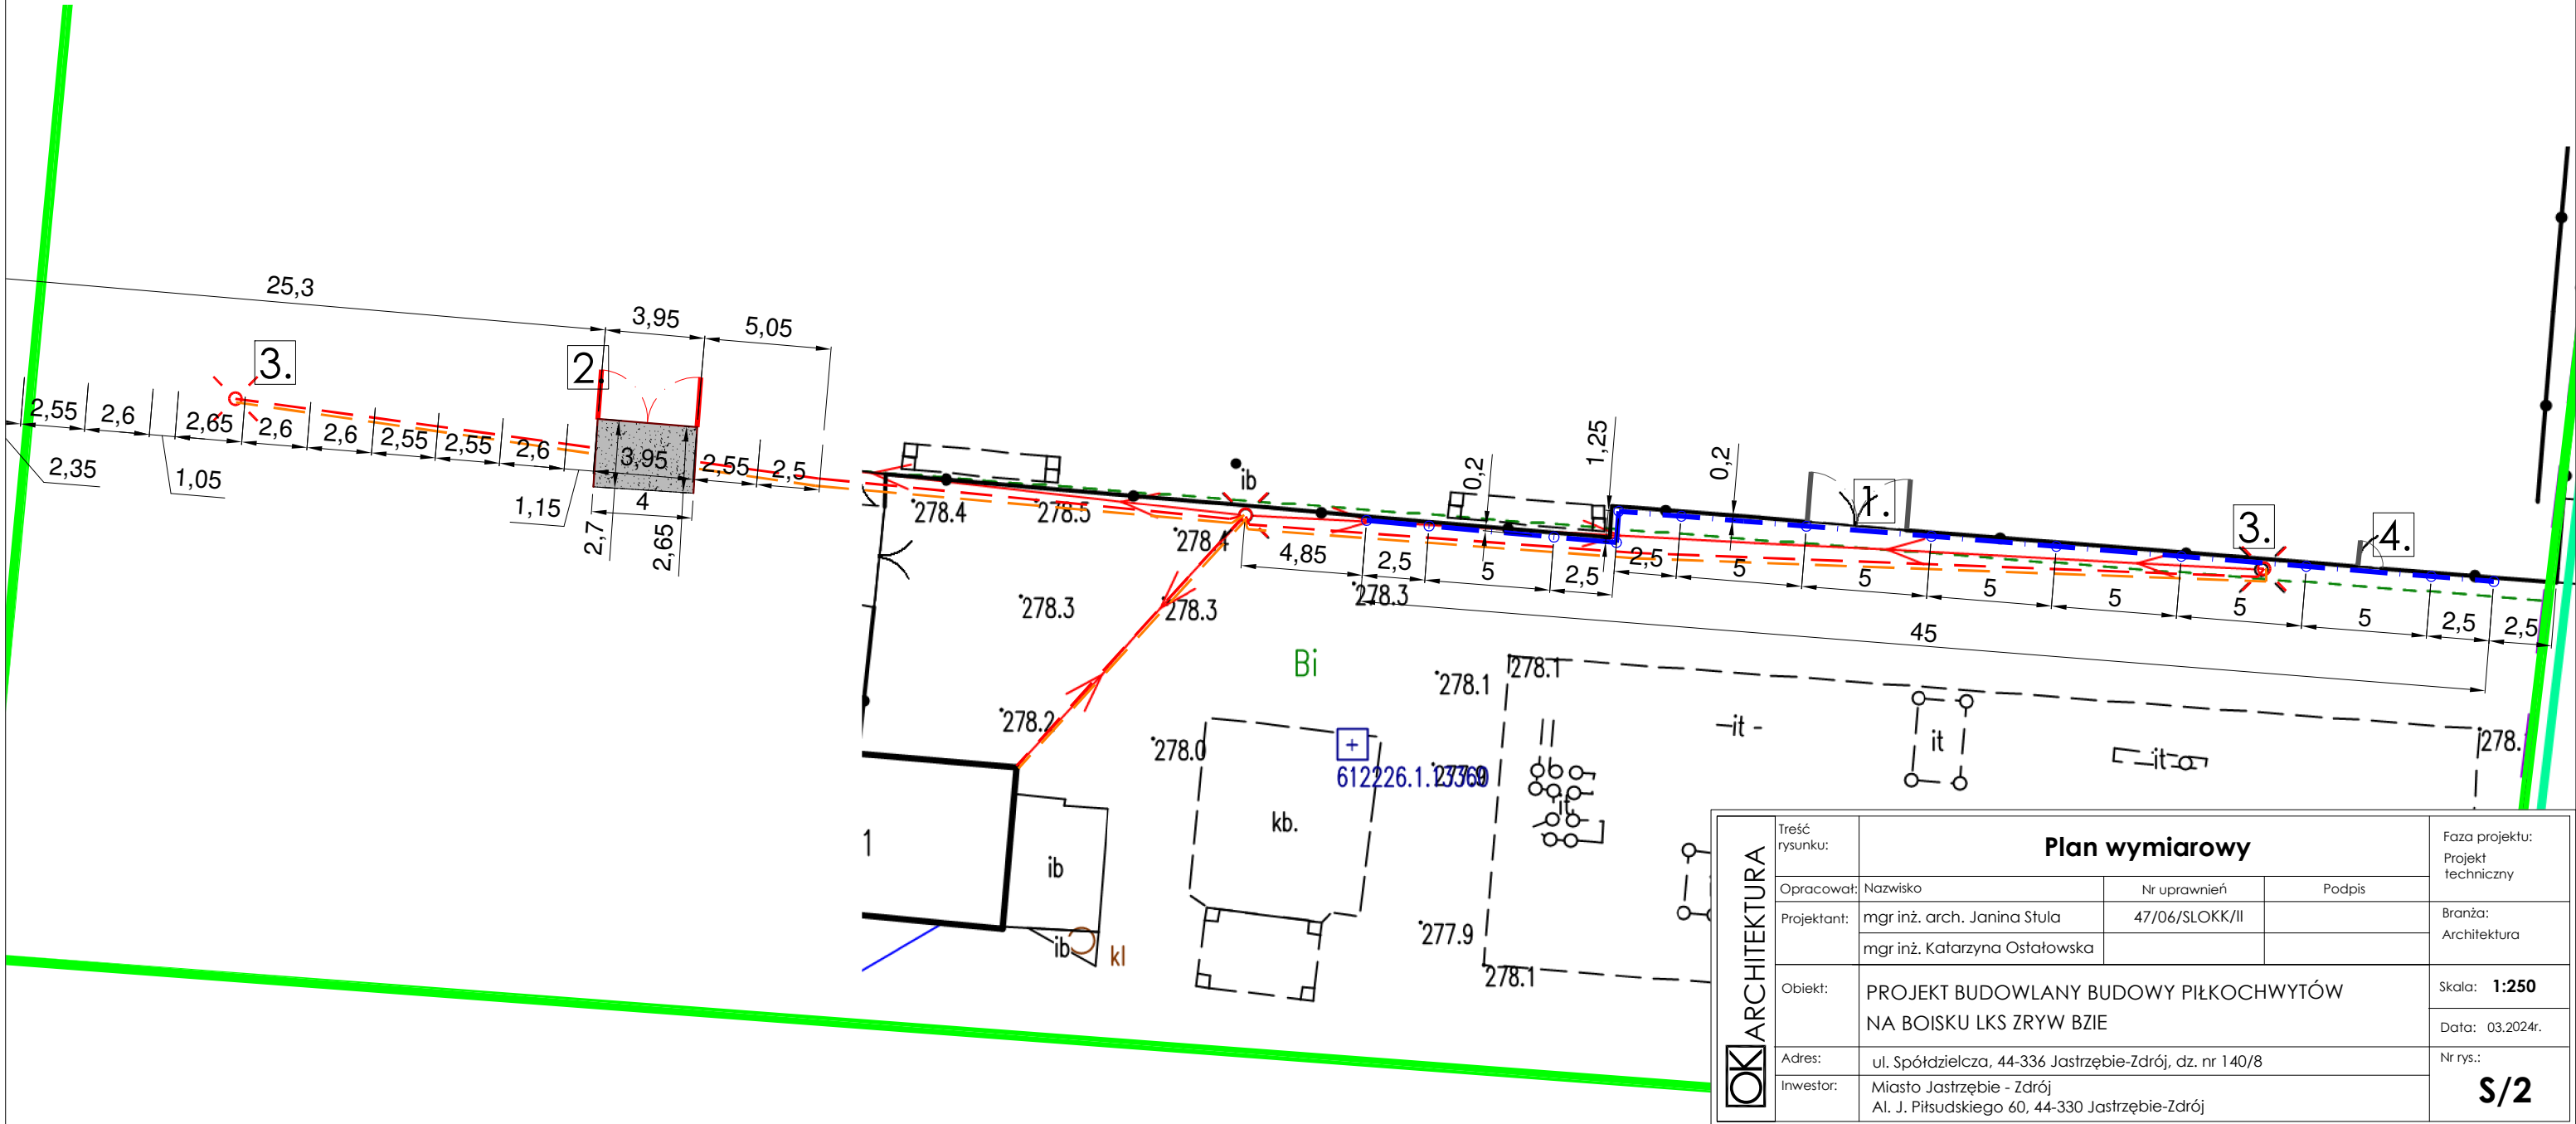 25,3
3,95
5,05
3.
2.
2,55
2,6
2,65
2,6
2,6
2,55
2,55
2,6
3,95
2,55
2,5
2,35
1,05
1,15
4
2,7
2,65
ib
278.4
278.5
278.4
278.3
278.3
278.3
278.2
278.0
4,85
2,5
5
2,5
0,2
1,25
0,2
1.
3.
4.
2,5
5
5
5
5
5
5
2,5
2,5
45
Bi
278.1
278.1
-it-
it
it
it
278.
612226.1.
kb.
1
ib
ib
kl
277.9
278.1
OK ARCHITEKTURA
Treść rysunku:
Plan wymiarowy
Faza projektu:
Projekt
techniczny
Opracował:
Nazwisko
Nr uprawnień
Podpis
Projektant:
mgr inż. arch. Janina Stula
47/06/SLOKK/II
mgr inż. Katarzyna Ostałowska
Branża:
Architektura
Obiekt:
PROJEKT BUDOWLANY BUDOWY PIŁKOCHWYTÓW
NA BOISKU LKS ZRYW BZIE
Skala: 1:250
Data: 03.2024r.
Adres:
ul. Spółdzielcza, 44-336 Jastrzębie-Zdrój, dz. nr 140/8
Inwestor:
Miasto Jastrzębie - Zdrój
Al. J. Piłsudskiego 60, 44-330 Jastrzębie-Zdrój
Nr rys.:
S/2